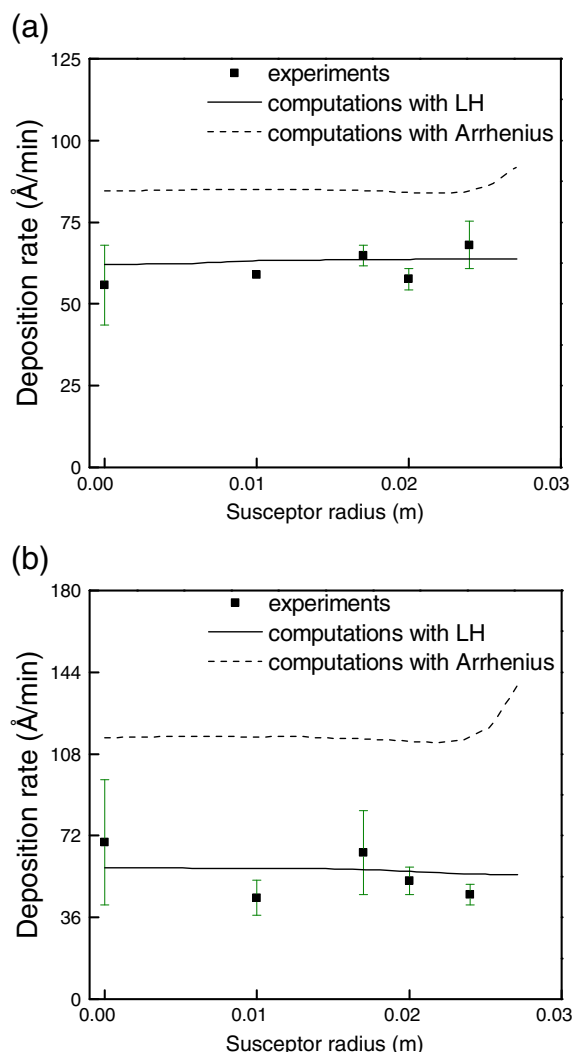 (a)
125
experiments
computations with LH
computations with Arrhenius
100
75
50
25
0
Deposition rate (Å/min)
0.00
0.01
0.02
0.03
Susceptor radius (m)
(b)
180
experiments
computations with LH
computations with Arrhenius
144
108
72
36
0
Deposition rate (Å/min)
0.00
0.01
0.02
0.03
Susceptor radius (m)